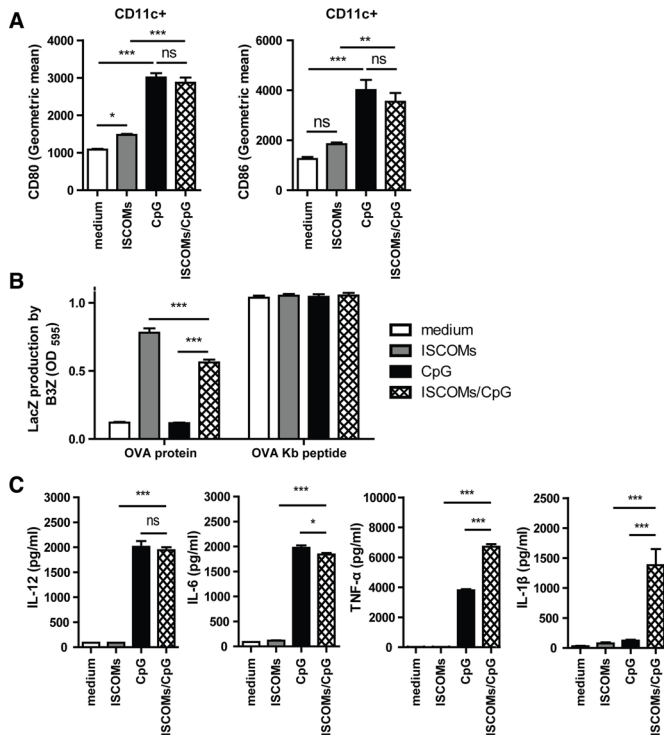 A
CD11c+
CD80 (Geometric mean)
4000
3000
2000
1000
0
***
***
ns
*
medium
ISCOMs
CpG
ISCOMs/CpG
CD11c+
CD86 (Geometric mean)
6000
4000
2000
0
**
***
ns
ns
medium
ISCOMs
CpG
ISCOMs/CpG
B
LacZ production by
B3Z (OD 595)
1.0
0.5
0.0
***
***
OVA protein
OVA Kb peptide
medium
ISCOMs
CpG
ISCOMs/CpG
C
IL-12 (pg/ml)
3000
2500
2000
1500
1000
500
0
***
ns
medium
ISCOMs
CpG
ISCOMs/CpG
IL-6 (pg/ml)
3000
2500
2000
1500
1000
500
0
***
*
medium
ISCOMs
CpG
ISCOMs/CpG
TNF-α (pg/ml)
10000
8000
6000
4000
2000
0
***
***
medium
ISCOMs
CpG
ISCOMs/CpG
IL-1β (pg/ml)
2500
2000
1500
1000
500
0
***
***
medium
ISCOMs
CpG
ISCOMs/CpG